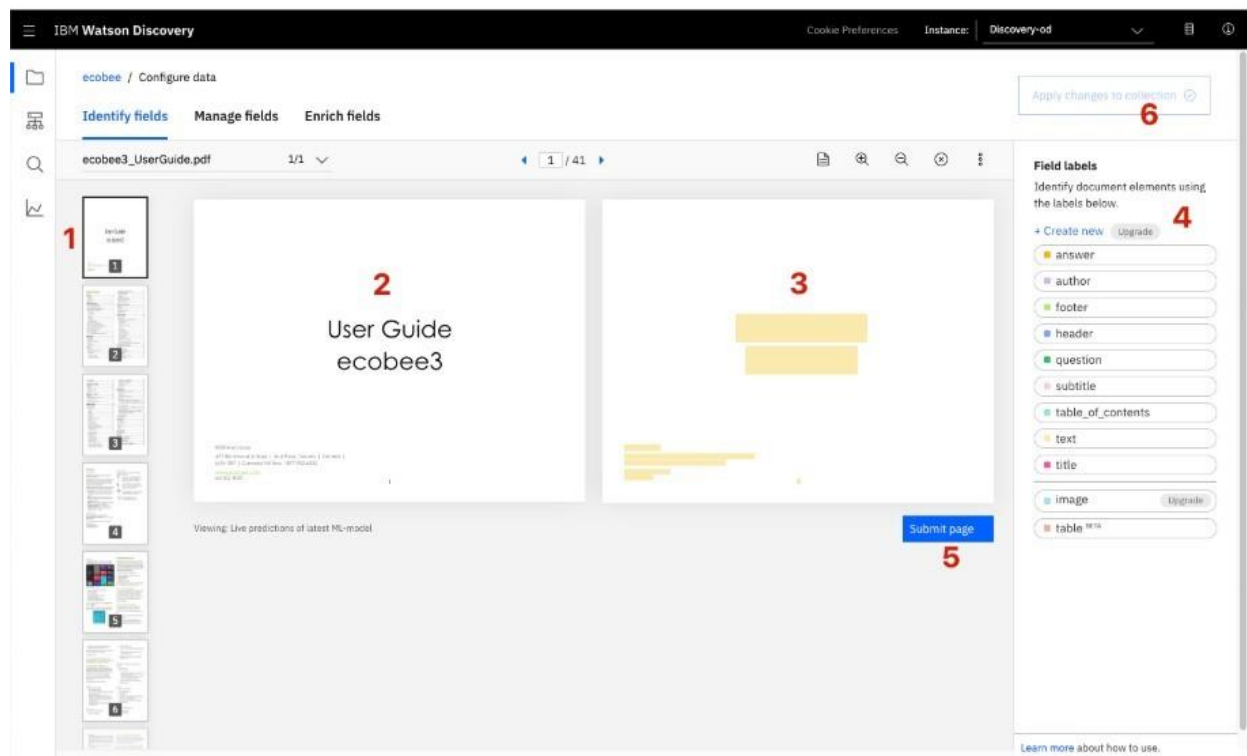 IBM Watson Discovery
Cookie Preferences
Instance:
Discovery-od
ecobee / Configure data
Apply changes to collection
6
Identify fields
Manage fields
Enrich fields
ecobee3_UserGuide.pdf
1/1
1 / 41
Field labels
Identify document elements using
the labels below.
4
+ Create new Upgrade
answer
author
footer
header
question
subtitle
table_of_contents
text
title
image Upgrade
table BETA
1
1
2
3
4
5
6
2
User Guide
ecobee3
1
3
Viewing: Live predictions of latest ML-model
Submit page
5
Learn more about how to use.